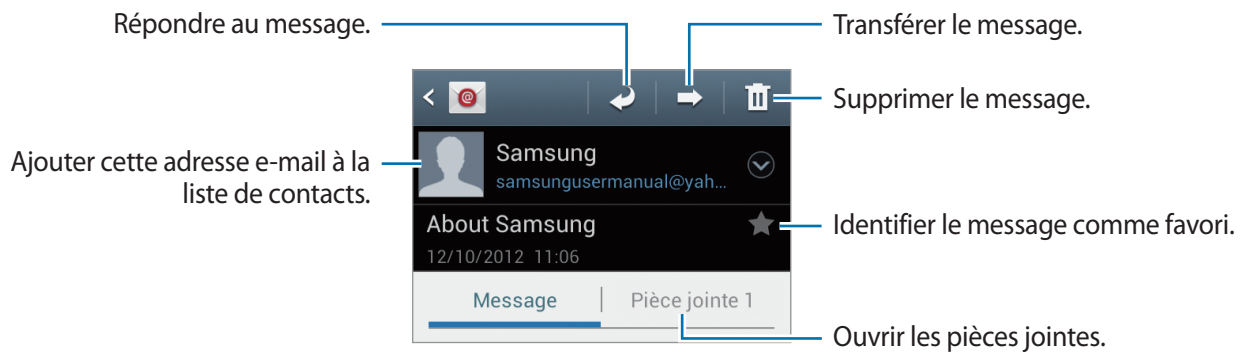 Répondre au message.
Transférer le message.
Supprimer le message.
Ajouter cette adresse e-mail à la
liste de contacts.
@
Samsung
samsungusermanual@yah...
About Samsung
12/10/2012 11:06
Identifier le message comme favori.
Message
Pièce jointe 1
Ouvrir les pièces jointes.